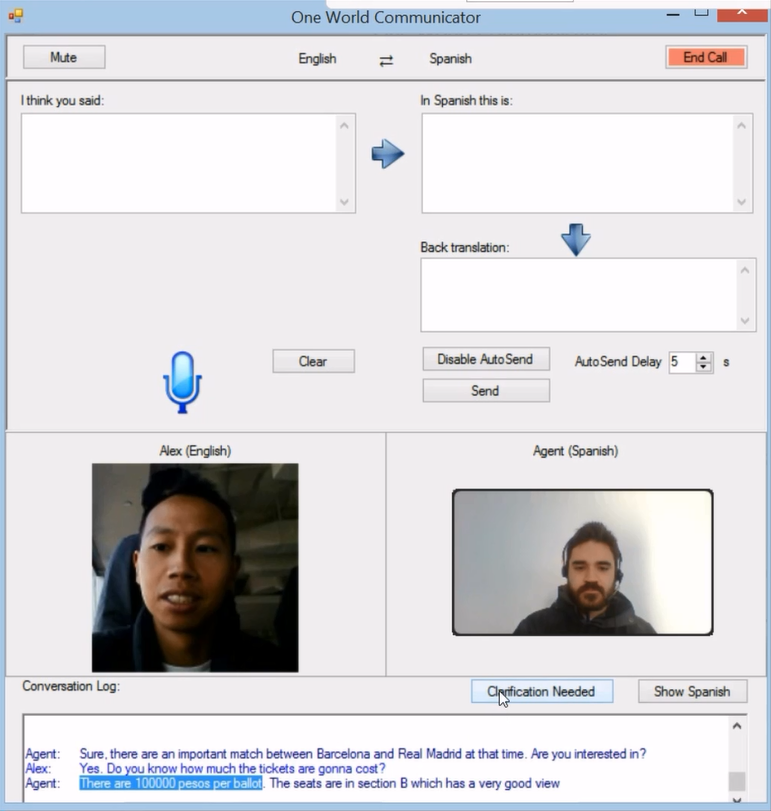 One World Communicator
Mute
English ⇄ Spanish
End Call
I think you said:
In Spanish this is:
Back translation:
Clear
Disable AutoSend
AutoSend Delay 5 s
Send
Alex (English)
Agent (Spanish)
Conversation Log:
Clarification Needed
Show Spanish
Agent: Sure, there are an important match between Barcelona and Real Madrid at that time. Are you interested in?
Alex: Yes. Do you know how much the tickets are gonna cost?
Agent: There are 100000 pesos per ballot. The seats are in section B which has a very good view